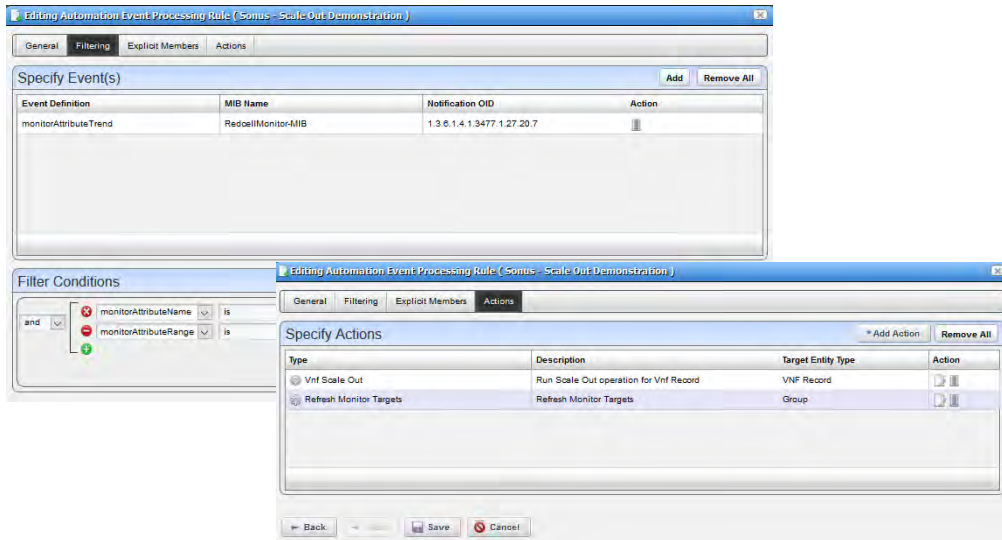 Editing Automation Event Processing Rule ( Sonus - Scale Out Demonstration )
General Filtering Explicit Members Actions
Specify Event(s) Add Remove All
Event Definition MIB Name Notification OID Action
monitorAttributeTrend RedcellMonitor-MIB 1.3.6.1.4.1.3477.1.27.20.7
Filter Conditions
and monitorAttributeName is
monitorAttributeRange is
Editing Automation Event Processing Rule ( Sonus - Scale Out Demonstration )
General Filtering Explicit Members Actions
Specify Actions Add Action Remove All
Type Description Target Entity Type Action
Vnf Scale Out Run Scale Out operation for Vnf Record VNF Record
Refresh Monitor Targets Refresh Monitor Targets Group
Back Save Cancel